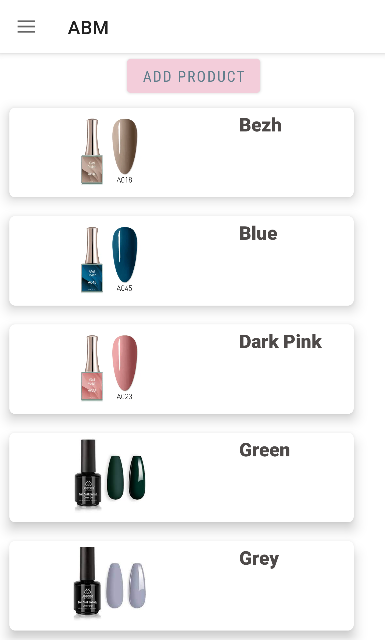 ABM
ADD PRODUCT
Bezh
AC18
Blue
AC45
Dark Pink
AC23
Green
Grey